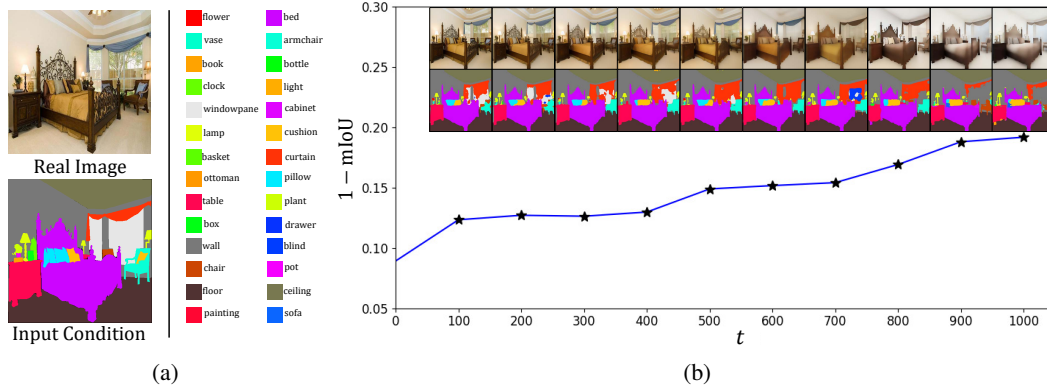 Real Image
Input Condition
(a)
flower
bed
vase
armchair
book
bottle
clock
light
windowpane
cabinet
lamp
cushion
basket
curtain
ottoman
pillow
table
plant
box
drawer
wall
blind
chair
pot
floor
ceiling
painting
sofa
0.30
0.25
0.20
0.15
0.10
0.05
1 − mIoU
0 100 200 300 400 500 600 700 800 900 1000
t
(b)